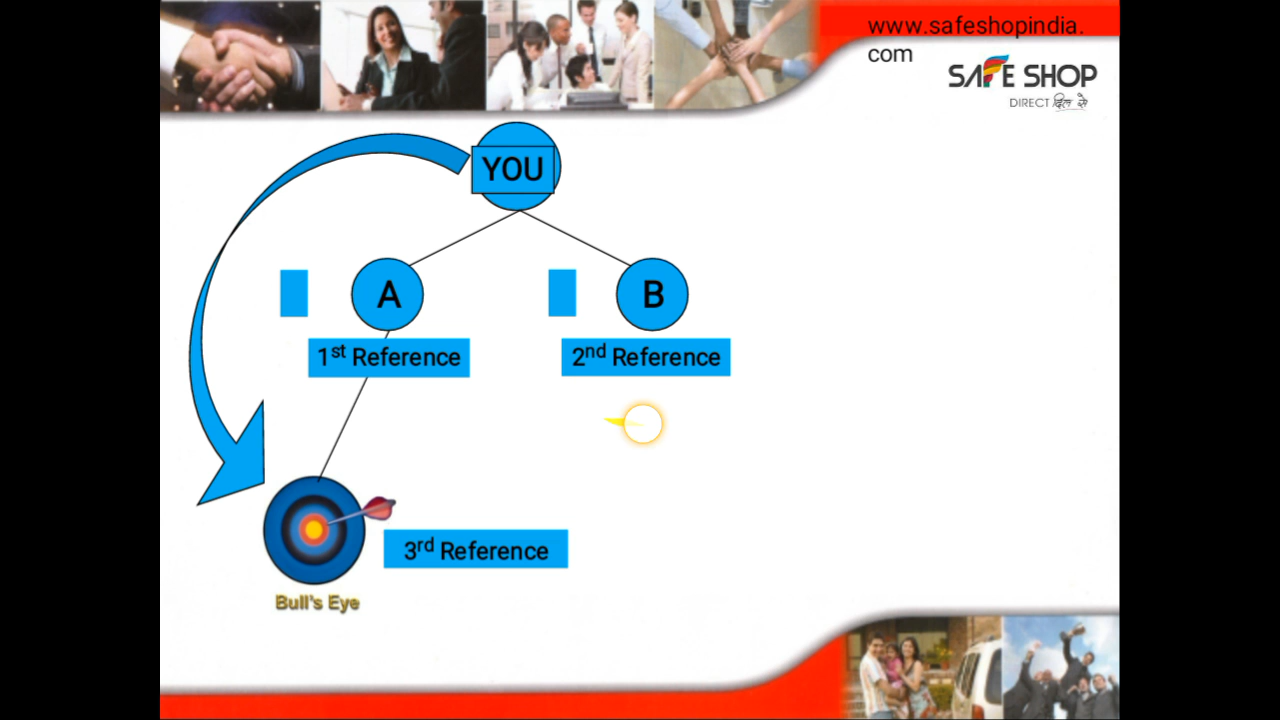 www.safeshopindia.
com
SAFE SHOP
DIRECT दिल से
YOU
A
B
1st Reference
2nd Reference
3rd Reference
Bull's Eye